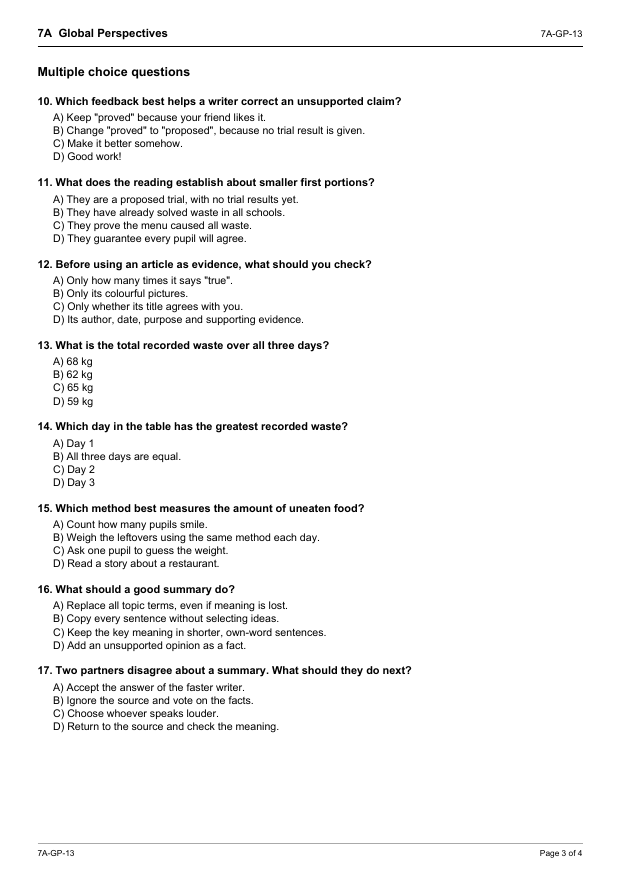 7A Global Perspectives
7A-GP-13
Multiple choice questions
10. Which feedback best helps a writer correct an unsupported claim?
A) Keep "proved" because your friend likes it.
B) Change "proved" to "proposed", because no trial result is given.
C) Make it better somehow.
D) Good work!
11. What does the reading establish about smaller first portions?
A) They are a proposed trial, with no trial results yet.
B) They have already solved waste in all schools.
C) They prove the menu caused all waste.
D) They guarantee every pupil will agree.
12. Before using an article as evidence, what should you check?
A) Only how many times it says "true".
B) Only its colourful pictures.
C) Only whether its title agrees with you.
D) Its author, date, purpose and supporting evidence.
13. What is the total recorded waste over all three days?
A) 68 kg
B) 62 kg
C) 65 kg
D) 59 kg
14. Which day in the table has the greatest recorded waste?
A) Day 1
B) All three days are equal.
C) Day 2
D) Day 3
15. Which method best measures the amount of uneaten food?
A) Count how many pupils smile.
B) Weigh the leftovers using the same method each day.
C) Ask one pupil to guess the weight.
D) Read a story about a restaurant.
16. What should a good summary do?
A) Replace all topic terms, even if meaning is lost.
B) Copy every sentence without selecting ideas.
C) Keep the key meaning in shorter, own-word sentences.
D) Add an unsupported opinion as a fact.
17. Two partners disagree about a summary. What should they do next?
A) Accept the answer of the faster writer.
B) Ignore the source and vote on the facts.
C) Choose whoever speaks louder.
D) Return to the source and check the meaning.
7A-GP-13
Page 3 of 4